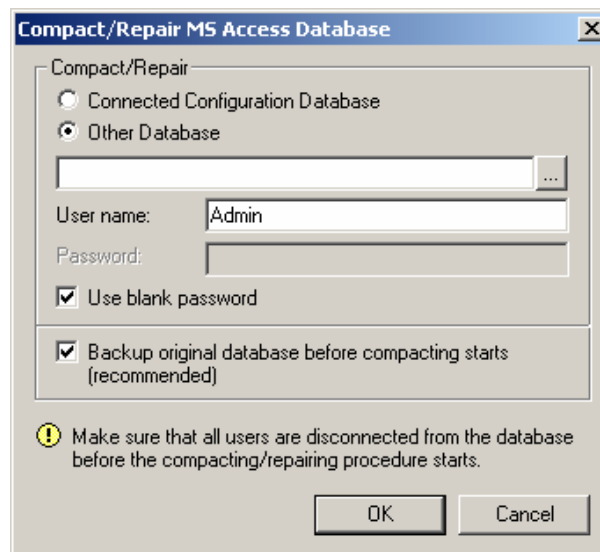 Compact/Repair MS Access Database
Compact/Repair
Connected Configuration Database
Other Database
...
User name: Admin
Password:
Use blank password
Backup original database before compacting starts
(recommended)
Make sure that all users are disconnected from the database
before the compacting/repairing procedure starts.
OK Cancel